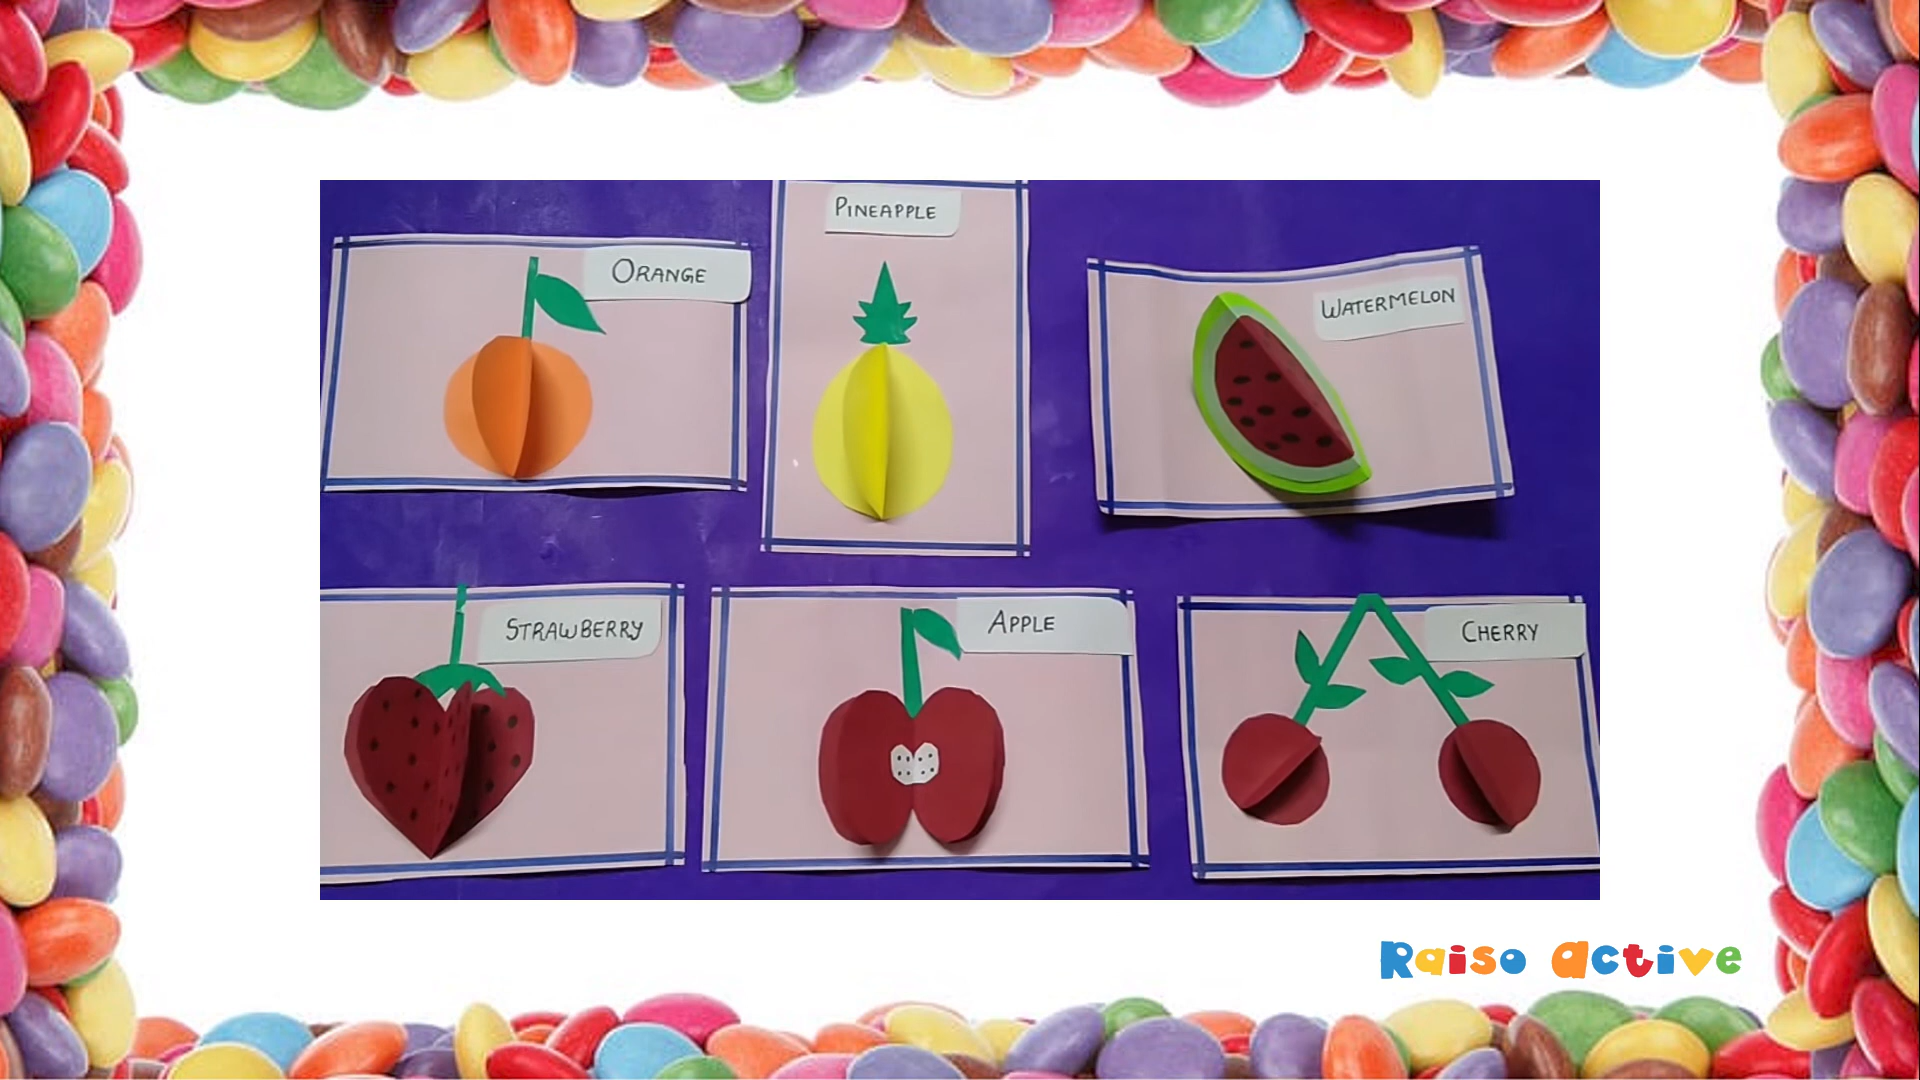 PINEAPPLE
ORANGE
WATERMELON
STRAWBERRY
APPLE
CHERRY
Raiso active